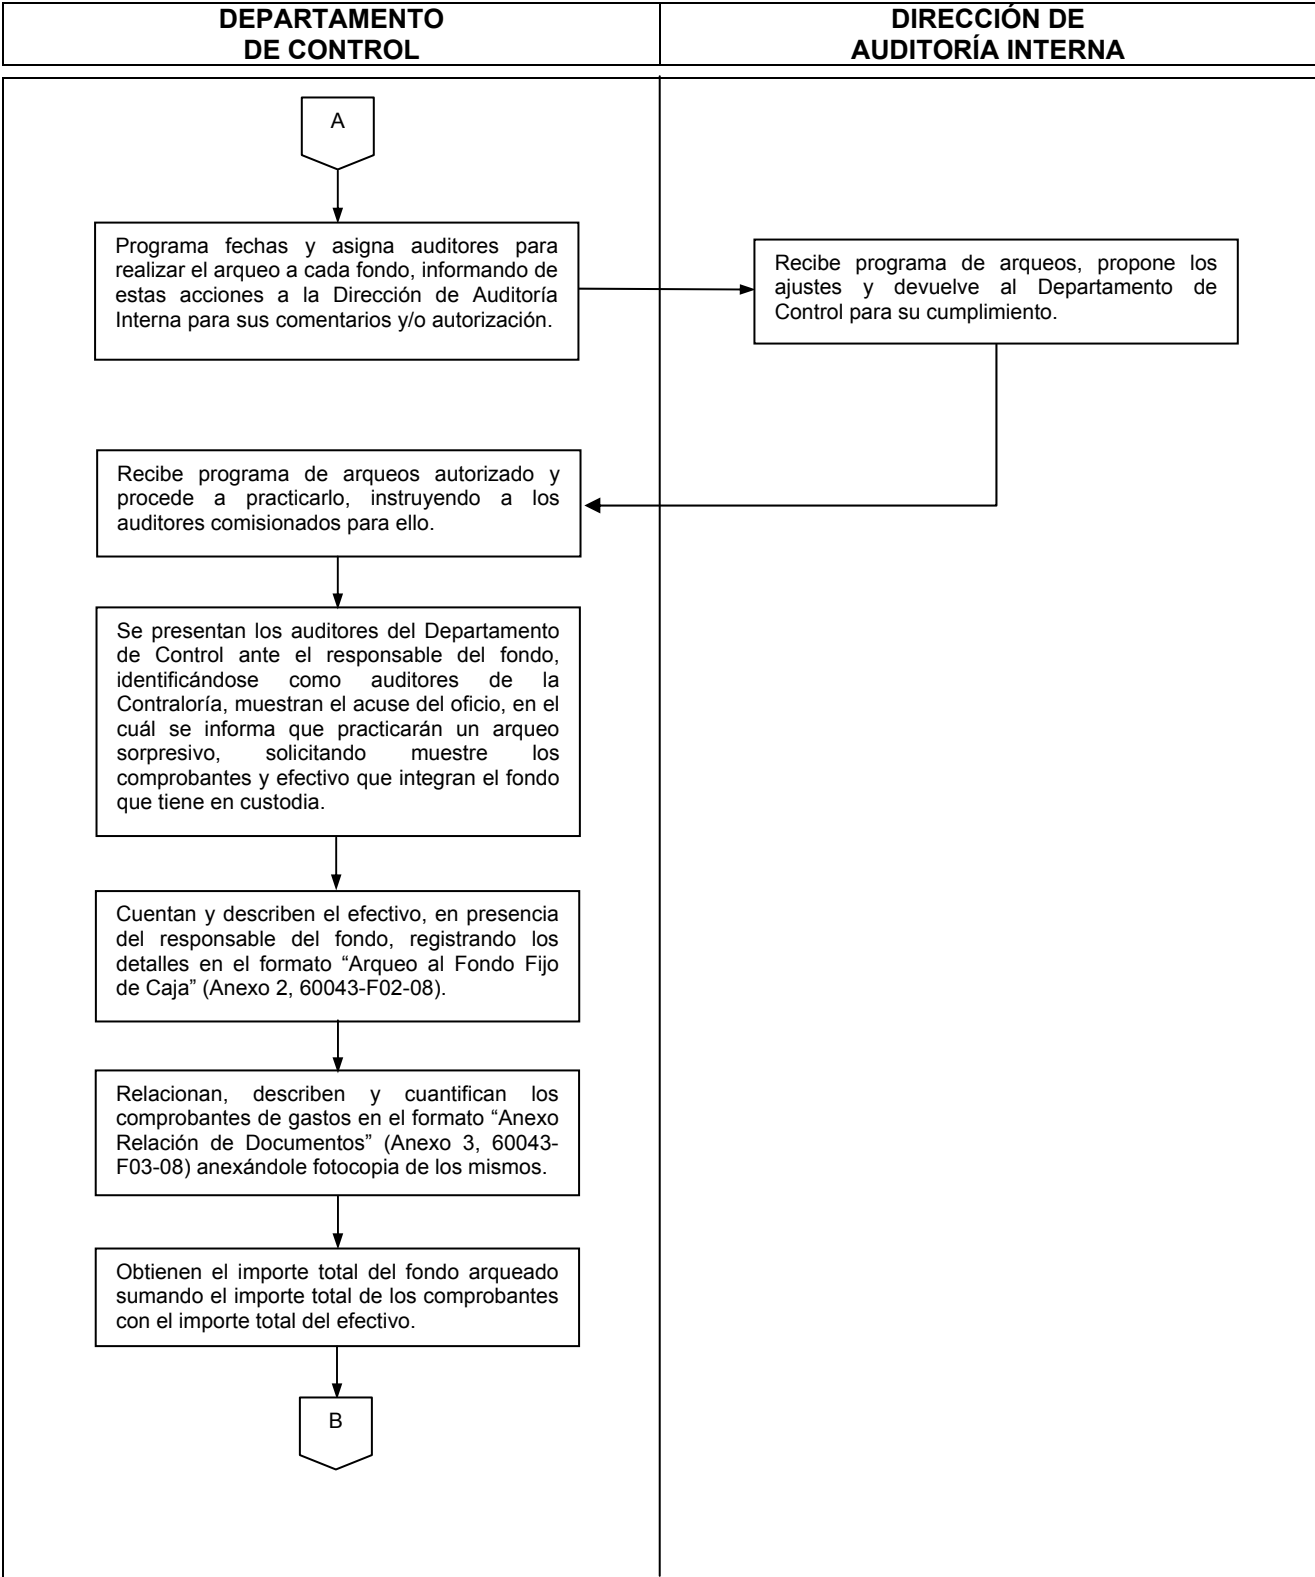 DEPARTAMENTO
DE CONTROL
DIRECCIÓN DE
AUDITORÍA INTERNA
A
Programa fechas y asigna auditores para
realizar el arqueo a cada fondo, informando de
estas acciones a la Dirección de Auditoría
Interna para sus comentarios y/o autorización.
Recibe programa de arqueos, propone los
ajustes y devuelve al Departamento de
Control para su cumplimiento.
Recibe programa de arqueos autorizado y
procede a practicarlo, instruyendo a los
auditores comisionados para ello.
Se presentan los auditores del Departamento
de Control ante el responsable del fondo,
identificándose como auditores de la
Contraloría, muestran el acuse del oficio, en el
cuál se informa que practicarán un arqueo
sorpresivo, solicitando muestre los
comprobantes y efectivo que integran el fondo
que tiene en custodia.
Cuentan y describen el efectivo, en presencia
del responsable del fondo, registrando los
detalles en el formato “Arqueo al Fondo Fijo
de Caja” (Anexo 2, 60043-F02-08).
Relacionan, describen y cuantifican los
comprobantes de gastos en el formato “Anexo
Relación de Documentos” (Anexo 3, 60043-
F03-08) anexándole fotocopia de los mismos.
Obtienen el importe total del fondo arqueado
sumando el importe total de los comprobantes
con el importe total del efectivo.
B